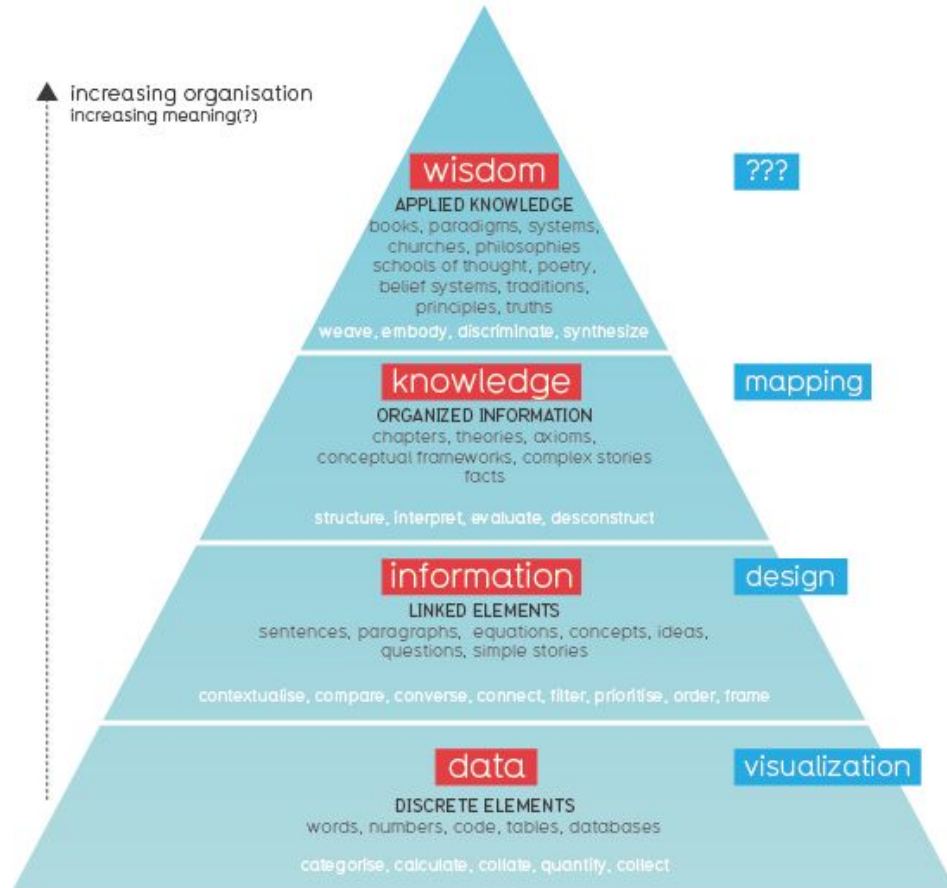 increasing organisation
increasing meaning(?)
wisdom
???
APPLIED KNOWLEDGE
books, paradigms, systems,
churches, philosophies
schools of thought, poetry,
belief systems, traditions,
principles, truths
weave, embody, discriminate, synthesize
knowledge
mapping
ORGANIZED INFORMATION
chapters, theories, axioms,
conceptual frameworks, complex stories
facts
structure, interpret, evaluate, desconstruct
information
design
LINKED ELEMENTS
sentences, paragraphs, equations, concepts, ideas,
questions, simple stories
contextualise, compare, converse, connect, filter, prioritise, order, frame
data
visualization
DISCRETE ELEMENTS
words, numbers, code, tables, databases
categorise, calculate, collate, quantify, collect